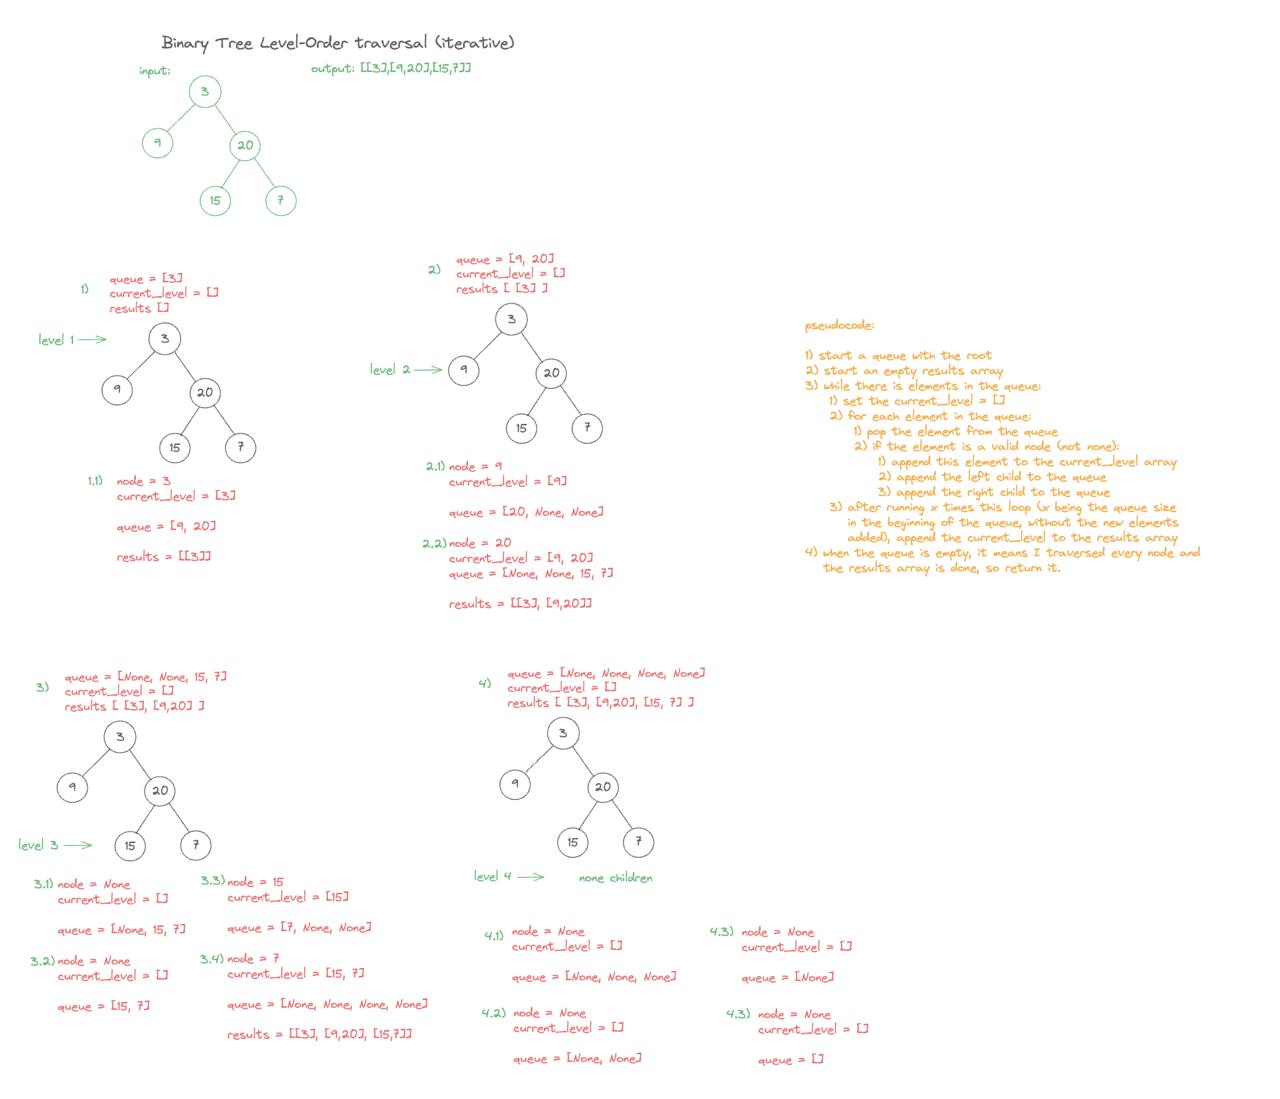 Binary Tree Level-Order traversal (iterative)
input:
output: [[3],[9,20],[15,7]]
3
9
20
15
7
1)
queue = [3]
current_level = []
results []
level 1
3
9
20
15
7
1.1)
node = 3
current_level = [3]
queue = [9, 20]
results = [[3]]
2)
queue = [9, 20]
current_level = []
results [ [3] ]
3
level 2
9
20
15
7
2.1) node = 9
current_level = [9]
queue = [20, None, None]
2.2) node = 20
current_level = [9, 20]
queue = [None, None, 15, 7]
results = [[3], [9,20]]
pseudocode:
1) start a queue with the root
2) start an empty results array
3) while there is elements in the queue:
1) set the current_level = []
2) for each element in the queue:
1) pop the element from the queue
2) if the element is a valid node (not none):
1) append this element to the current_level array
2) append the left child to the queue
3) append the right child to the queue
3) after running x times this loop (x being the queue size
in the beginning of the queue, without the new elements
added), append the current_level to the results array
4) when the queue is empty, it means I traversed every node and
the results array is done, so return it.
3)
queue = [None, None, 15, 7]
current_level = []
results [ [3], [9,20] ]
3
9
20
level 3
15
7
3.1) node = None
current_level = []
queue = [None, 15, 7]
3.2) node = None
current_level = []
queue = [15, 7]
3.3) node = 15
current_level = [15]
queue = [7, None, None]
3.4) node = 7
current_level = [15, 7]
queue = [None, None, None, None]
results = [[3], [9,20], [15,7]]
4)
queue = [None, None, None, None]
current_level = []
results [ [3], [9,20], [15, 7] ]
3
9
20
15
7
level 4
none children
4.1) node = None
current_level = []
queue = [None, None, None]
4.2) node = None
current_level = []
queue = [None, None]
4.3) node = None
current_level = []
queue = [None]
4.3) node = None
current_level = []
queue = []